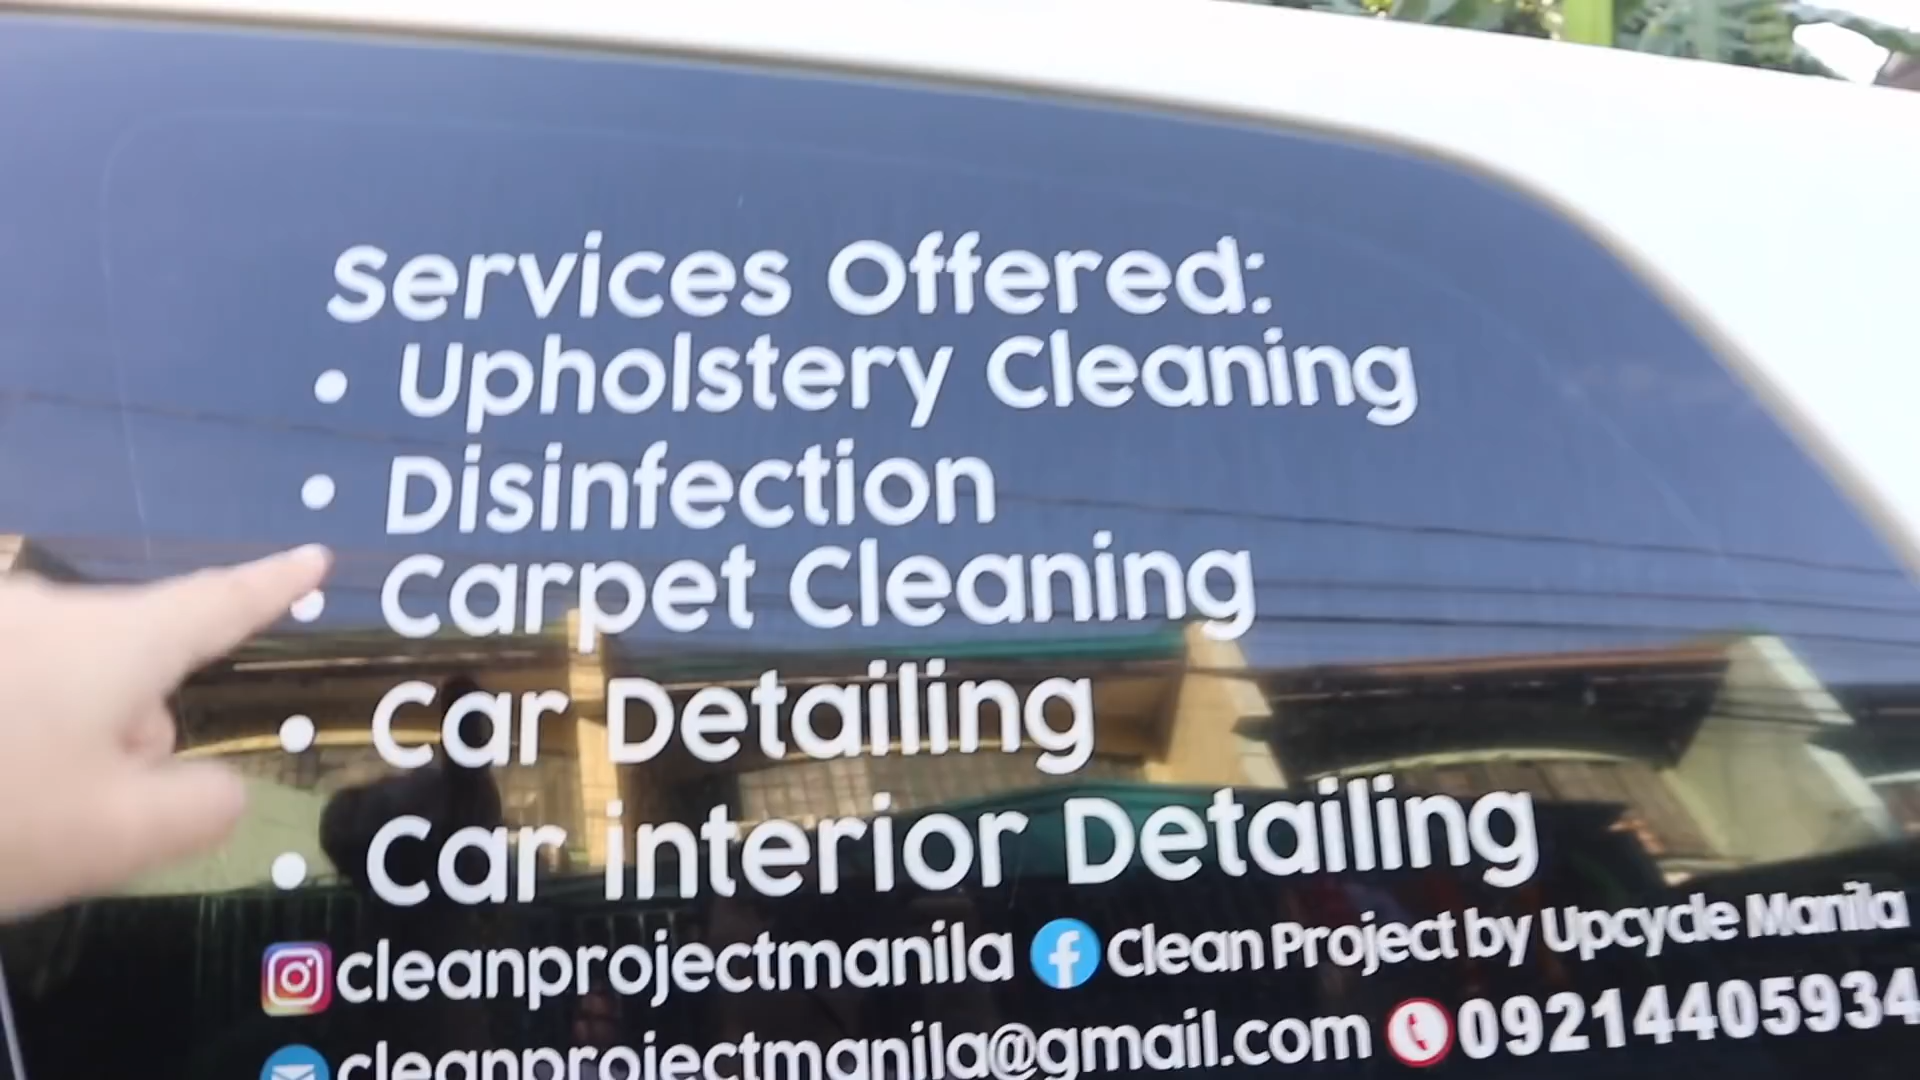 Services Offered:
• Upholstery Cleaning
• Disinfection
• Carpet Cleaning
• Car Detailing
• Car interior Detailing
cleanprojectmanila Clean Project by Upcycle Manila
cleanprojectmanila@gmail.com 09214405934